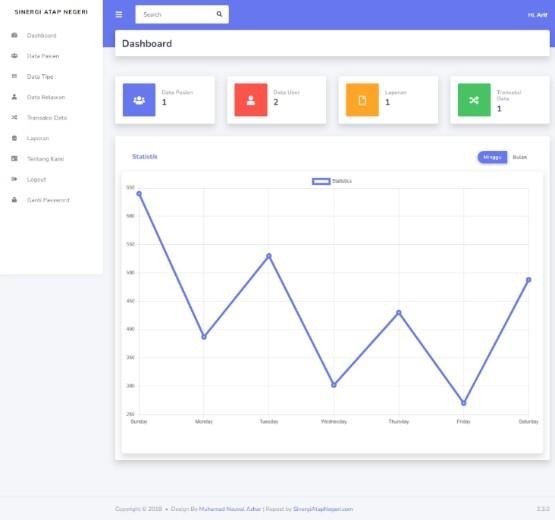 SINERGI ATAP NEGERI
Search
Hi, Arif
Dashboard
Data Pasien
Data Tipe
Data Relawan
Transaksi Data
Laporan
Tentang Kami
Logout
Ganti Password
Dashboard
Data Pasien
1
Data User
2
Laporan
1
Transaksi Data
1
Statistik
Minggu
Bulan
Statistics
650
600
550
500
450
400
350
300
250
Sunday Monday Tuesday Wednesday Thursday Friday Saturday
Copyright © 2018 • Design By Muhamad Nauval Azhar | Repost by SinergiAtapNegeri.com
2.3.0